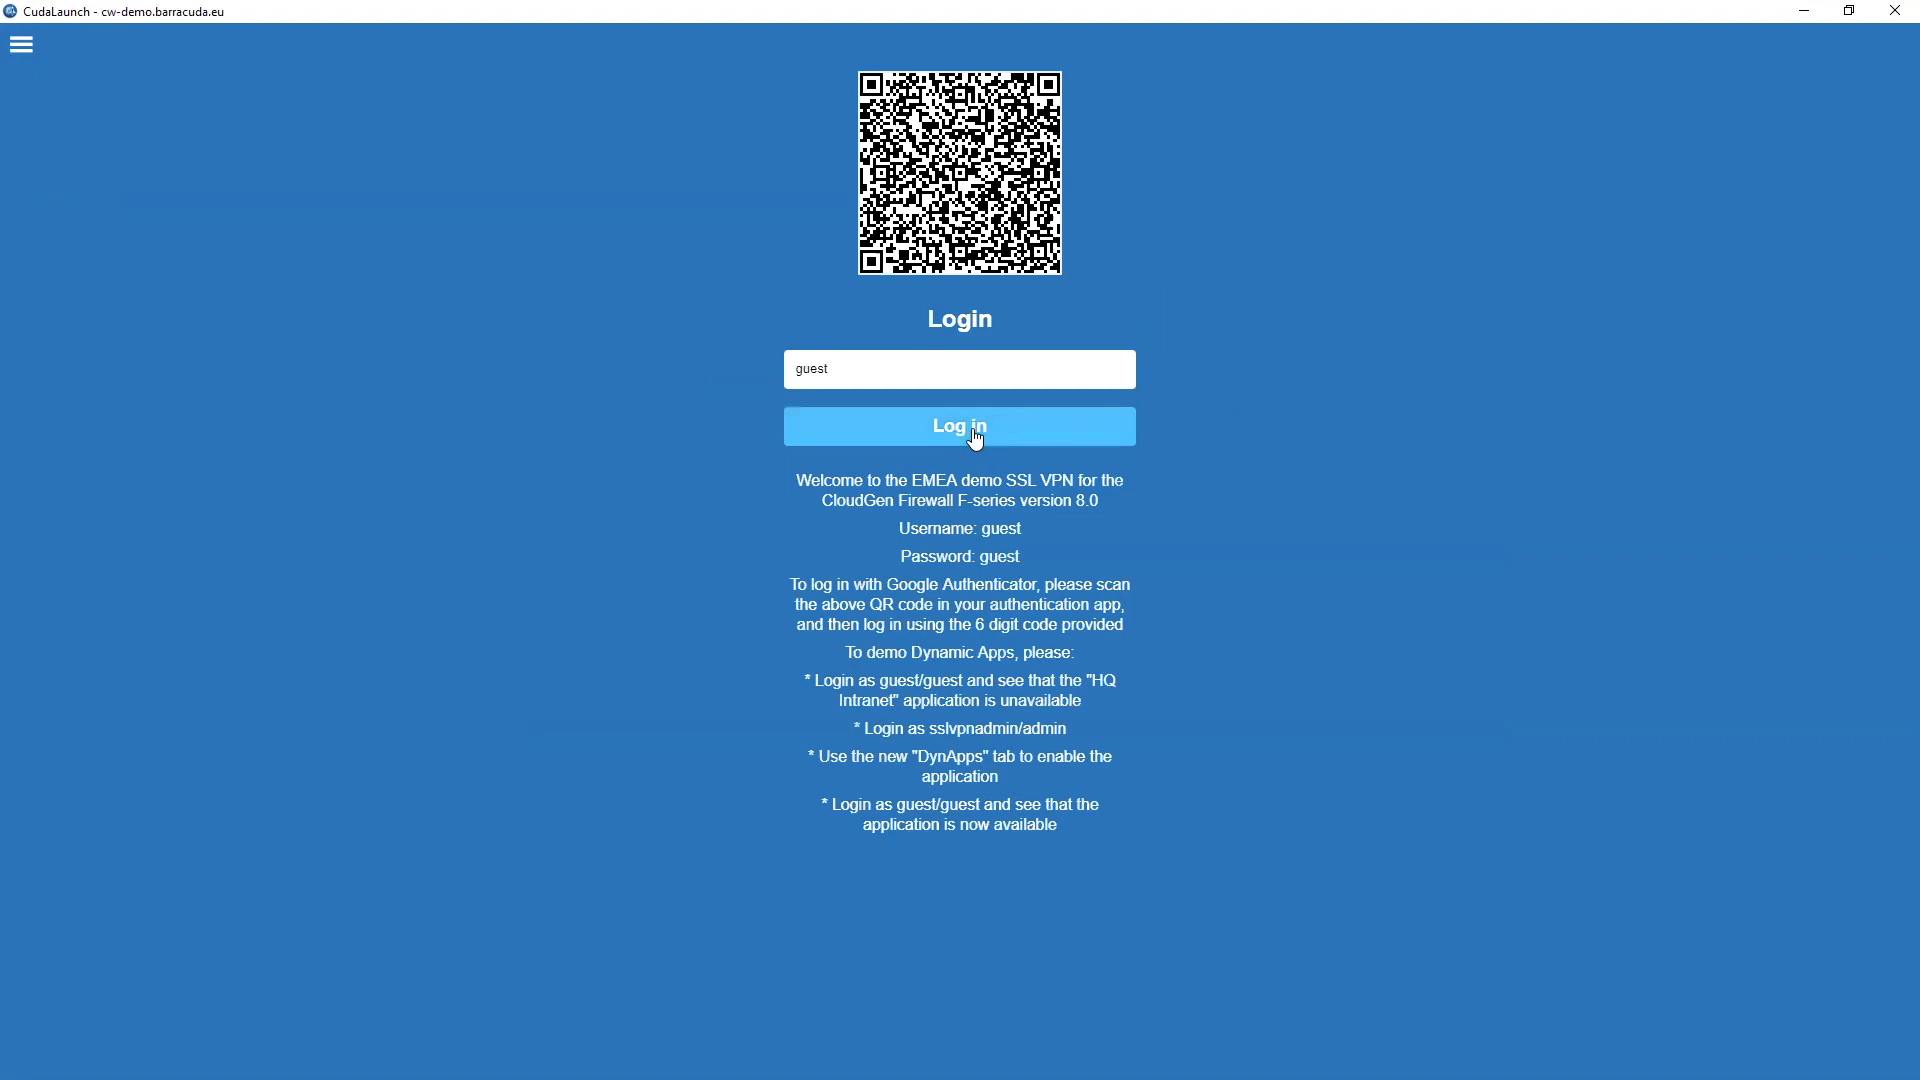 CudaLaunch - cw-demo.barracuda.eu
Login
guest
Log in
Welcome to the EMEA demo SSL VPN for the
CloudGen Firewall F-series version 8.0
Username: guest
Password: guest
To log in with Google Authenticator, please scan
the above QR code in your authentication app,
and then log in using the 6 digit code provided
To demo Dynamic Apps, please:
* Login as guest/guest and see that the "HQ
Intranet" application is unavailable
* Login as sslvpnadmin/admin
* Use the new "DynApps" tab to enable the
application
* Login as guest/guest and see that the
application is now available